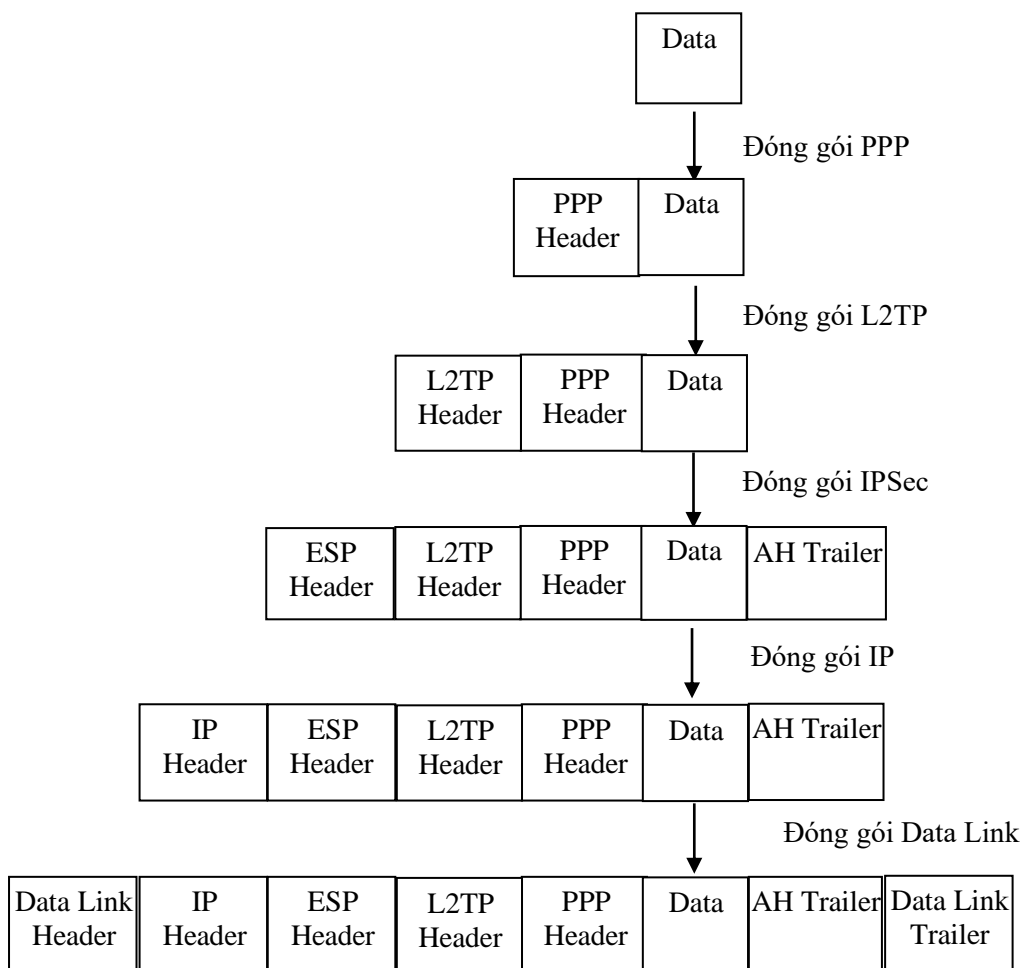 Data
Đóng gói PPP
PPP Data
Header
Đóng gói L2TP
L2TP PPP Data
Header Header
Đóng gói IPSec
ESP L2TP PPP Data AH Trailer
Header Header Header
Đóng gói IP
IP ESP L2TP PPP Data AH Trailer
Header Header Header Header
Đóng gói Data Link
Data Link IP ESP L2TP PPP Data AH Trailer Data Link
Header Header Header Header Header Trailer